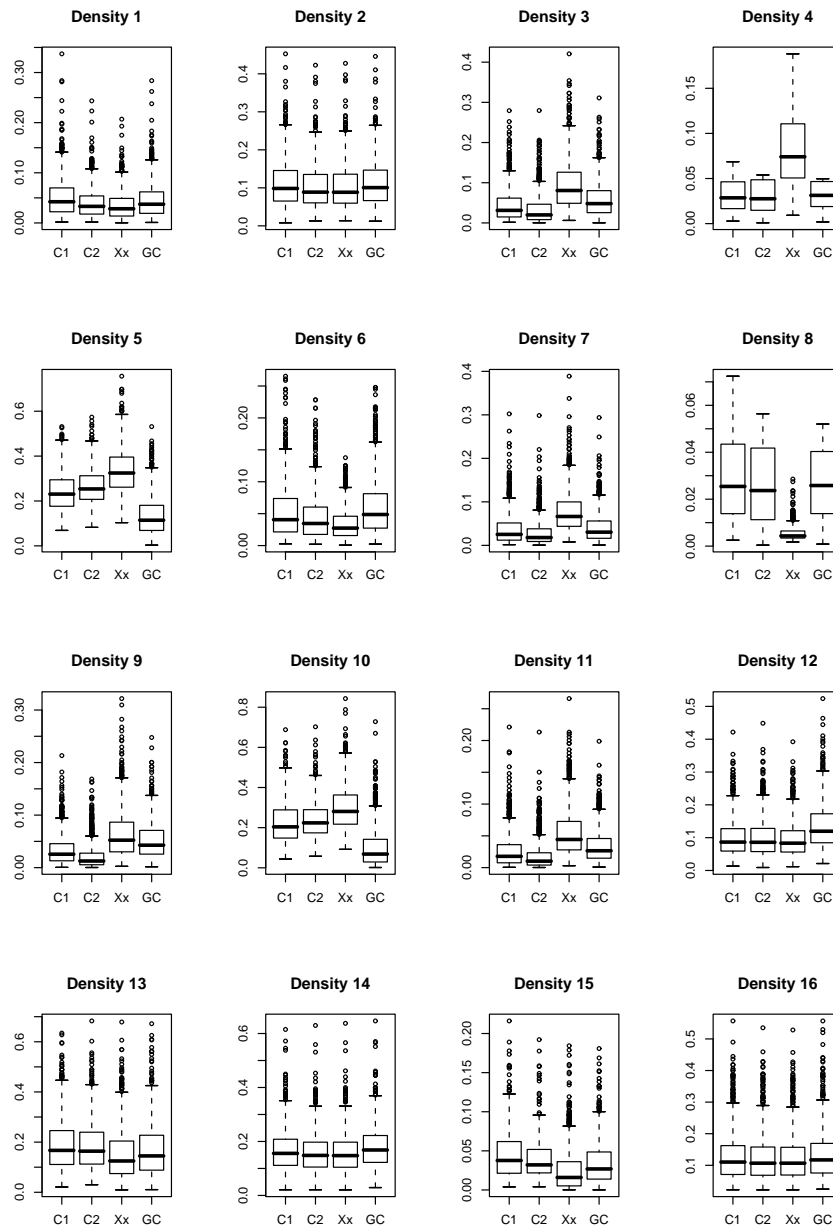 Density 1
0.00 0.10 0.20 0.30
C1 C2 Xx GC
Density 2
0.0 0.1 0.2 0.3 0.4
C1 C2 Xx GC
Density 3
0.0 0.1 0.2 0.3 0.4
C1 C2 Xx GC
Density 4
0.00 0.05 0.10 0.15
C1 C2 Xx GC
Density 5
0.0 0.2 0.4 0.6
C1 C2 Xx GC
Density 6
0.00 0.10 0.20
C1 C2 Xx GC
Density 7
0.0 0.1 0.2 0.3 0.4
C1 C2 Xx GC
Density 8
0.00 0.02 0.04 0.06
C1 C2 Xx GC
Density 9
0.00 0.10 0.20 0.30
C1 C2 Xx GC
Density 10
0.0 0.2 0.4 0.6 0.8
C1 C2 Xx GC
Density 11
0.00 0.10 0.20
C1 C2 Xx GC
Density 12
0.0 0.1 0.2 0.3 0.4 0.5
C1 C2 Xx GC
Density 13
0.0 0.2 0.4 0.6
C1 C2 Xx GC
Density 14
0.0 0.2 0.4 0.6
C1 C2 Xx GC
Density 15
0.00 0.05 0.10 0.15 0.20
C1 C2 Xx GC
Density 16
0.1 0.2 0.3 0.4 0.5
C1 C2 Xx GC